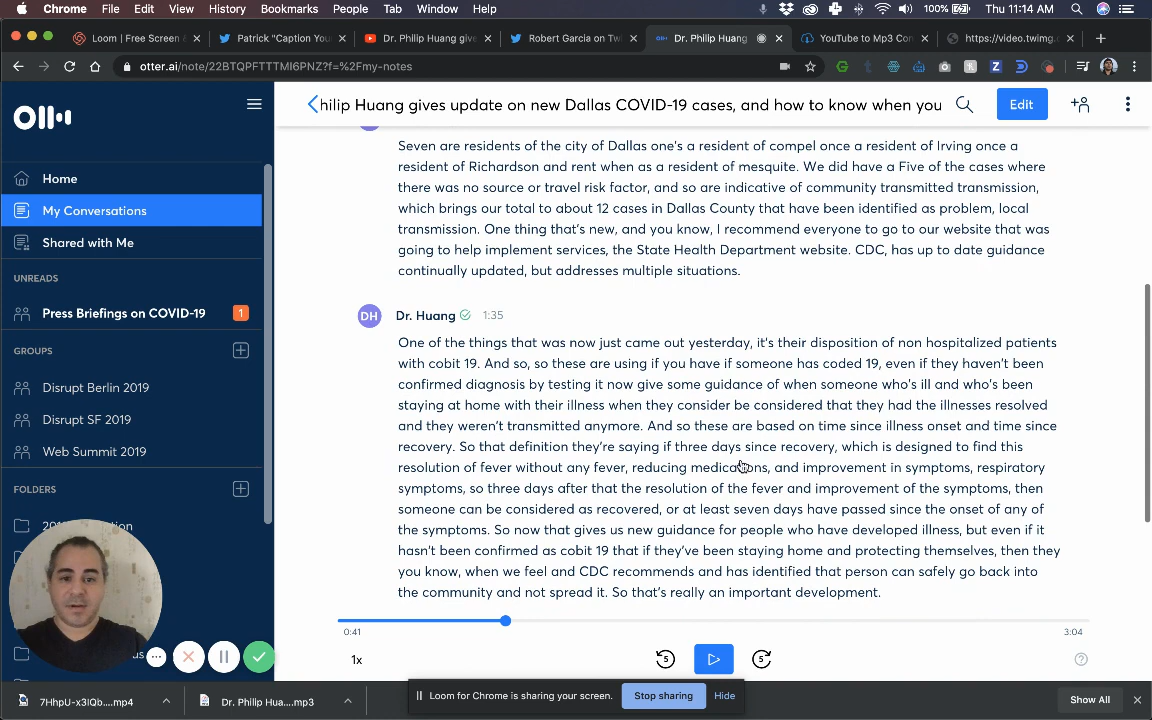 Chrome File Edit View History Bookmarks People Tab Window Help 100% Thu 11:14 AM
Loom | Free Screen &
Patrick "Caption You
Dr. Philip Huang give
Robert Garcia on Twi
Dr. Philip Huang
YouTube to Mp3 Con
https://video.twimg.c
otter.ai/note/22BTQPFTTTMI6PNZ?f=%2Fmy-notes
hilip Huang gives update on new Dallas COVID-19 cases, and how to know when you
Edit
Home
My Conversations
Shared with Me
UNREADS
Press Briefings on COVID-19 1
GROUPS
Disrupt Berlin 2019
Disrupt SF 2019
Web Summit 2019
FOLDERS
Seven are residents of the city of Dallas one's a resident of compel once a resident of Irving once a
resident of Richardson and rent when as a resident of mesquite. We did have a Five of the cases where
there was no source or travel risk factor, and so are indicative of community transmitted transmission,
which brings our total to about 12 cases in Dallas County that have been identified as problem, local
transmission. One thing that's new, and you know, I recommend everyone to go to our website that was
going to help implement services, the State Health Department website. CDC, has up to date guidance
continually updated, but addresses multiple situations.
DH Dr. Huang 1:35
One of the things that was now just came out yesterday, it's their disposition of non hospitalized patients
with cobit 19. And so, so these are using if you have if someone has coded 19, even if they haven't been
confirmed diagnosis by testing it now give some guidance of when someone who's ill and who's been
staying at home with their illness when they consider be considered that they had the illnesses resolved
and they weren't transmitted anymore. And so these are based on time since illness onset and time since
recovery. So that definition they're saying if three days since recovery, which is designed to find this
resolution of fever without any fever, reducing medications, and improvement in symptoms, respiratory
symptoms, so three days after that the resolution of the fever and improvement of the symptoms, then
someone can be considered as recovered, or at least seven days have passed since the onset of any of
the symptoms. So now that gives us new guidance for people who have developed illness, but even if it
hasn't been confirmed as cobit 19 that if they've been staying home and protecting themselves, then they
you know, when we feel and CDC recommends and has identified that person can safely go back into
the community and not spread it. So that's really an important development.
0:41 3:04
1x 5 5
Loom for Chrome is sharing your screen. Stop sharing Hide
7HhpU-x3lQb....mp4
Dr. Philip Hua....mp3
Show All